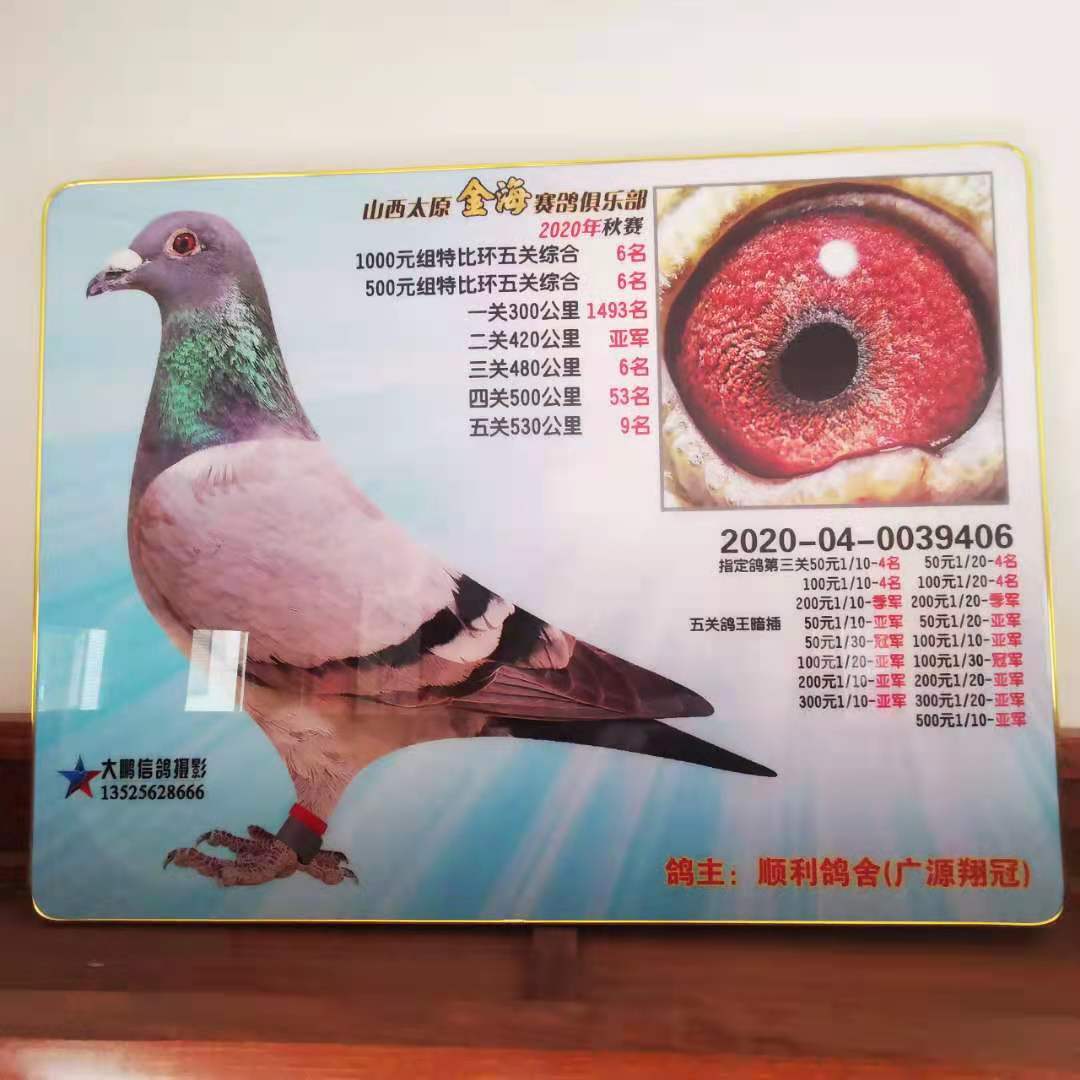 山西太原金海赛鸽俱乐部
2020年秋赛
1000元组特比环五关综合 6名
500元组特比环五关综合 6名
一关300公里 1493名
二关420公里 亚军
三关480公里 6名
四关500公里 53名
五关530公里 9名
2020-04-0039406
指定鸽第三关50元1/10-4名 50元1/20-4名
100元1/10-4名 100元1/20-4名
200元1/10-季军 200元1/20-季军
五关鸽王暗插 50元1/10-亚军 50元1/20-亚军
50元1/30-冠军 100元1/10-亚军
100元1/20-亚军 100元1/30-冠军
200元1/10-亚军 200元1/20-亚军
300元1/10-亚军 300元1/20-亚军
500元1/10-亚军
大鹏信鸽摄影
13525628666
鸽主：顺利鸽舍(广源翔冠)